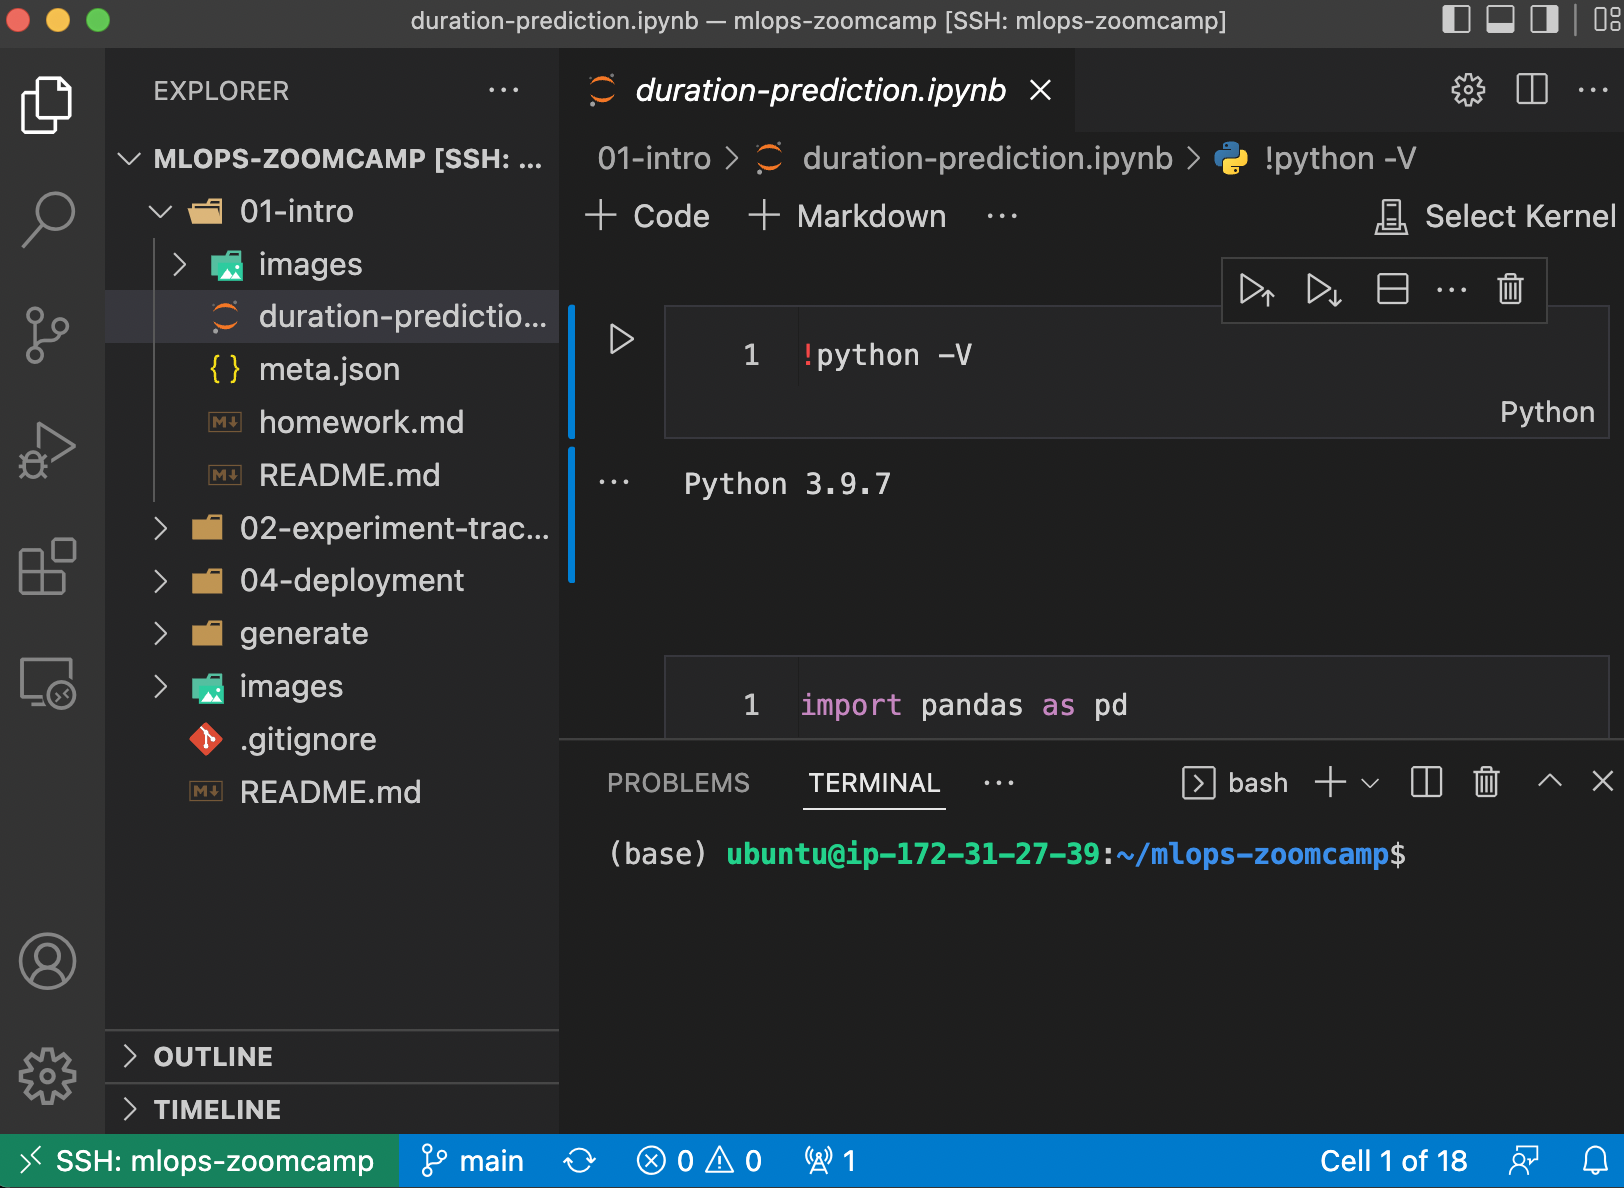 duration-prediction.ipynb — mlops-zoomcamp [SSH: mlops-zoomcamp]
EXPLORER
MLOPS-ZOOMCAMP [SSH: ...
01-intro
images
duration-predictio...
meta.json
homework.md
README.md
02-experiment-trac...
04-deployment
generate
images
.gitignore
README.md
OUTLINE
TIMELINE
duration-prediction.ipynb
01-intro > duration-prediction.ipynb > !python -V
+ Code + Markdown ... Select Kernel
1 !python -V
Python
Python 3.9.7
1 import pandas as pd
PROBLEMS TERMINAL ... bash
(base) ubuntu@ip-172-31-27-39:~/mlops-zoomcamp$
SSH: mlops-zoomcamp main 0 0 1 Cell 1 of 18